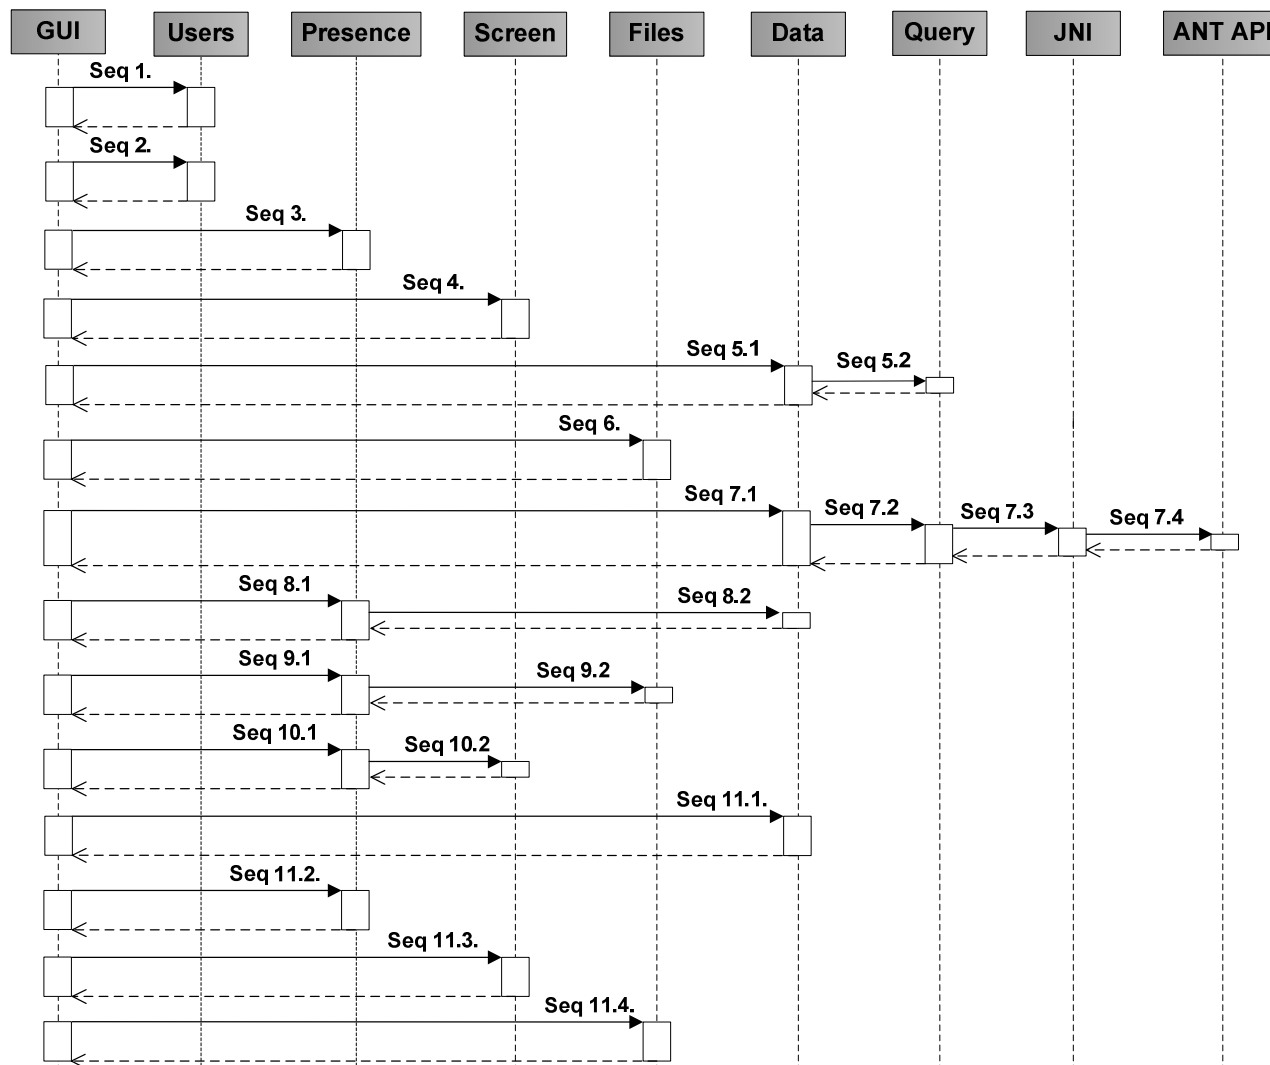 GUI Users Presence Screen Files Data Query JNI ANT API
Seq 1.
Seq 2.
Seq 3.
Seq 4.
Seq 5.1
Seq 5.2
Seq 6.
Seq 7.1
Seq 7.2
Seq 7.3
Seq 7.4
Seq 8.1
Seq 8.2
Seq 9.1
Seq 9.2
Seq 10.1
Seq 10.2
Seq 11.1.
Seq 11.2.
Seq 11.3.
Seq 11.4.